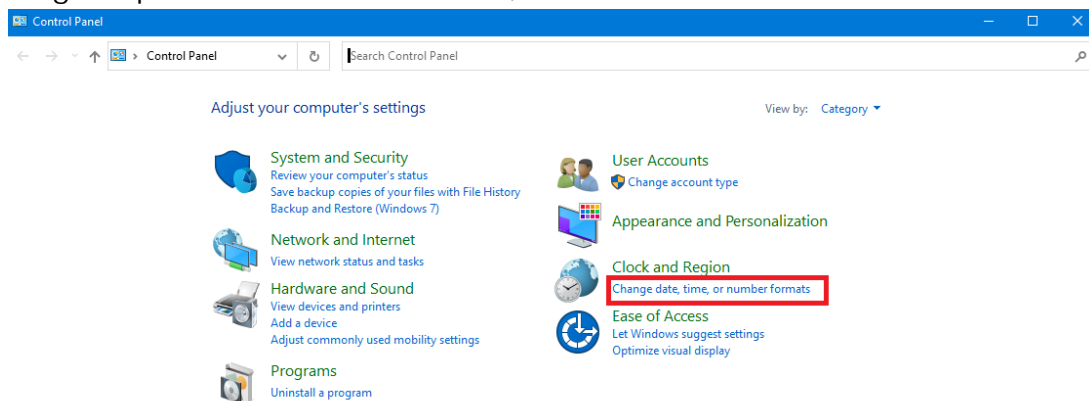 Control Panel
Control Panel
Search Control Panel
Adjust your computer's settings
View by: Category
System and Security
Review your computer's status
Save backup copies of your files with File History
Backup and Restore (Windows 7)
Network and Internet
View network status and tasks
Hardware and Sound
View devices and printers
Add a device
Adjust commonly used mobility settings
Programs
Uninstall a program
User Accounts
Change account type
Appearance and Personalization
Clock and Region
Change date, time, or number formats
Ease of Access
Let Windows suggest settings
Optimize visual display